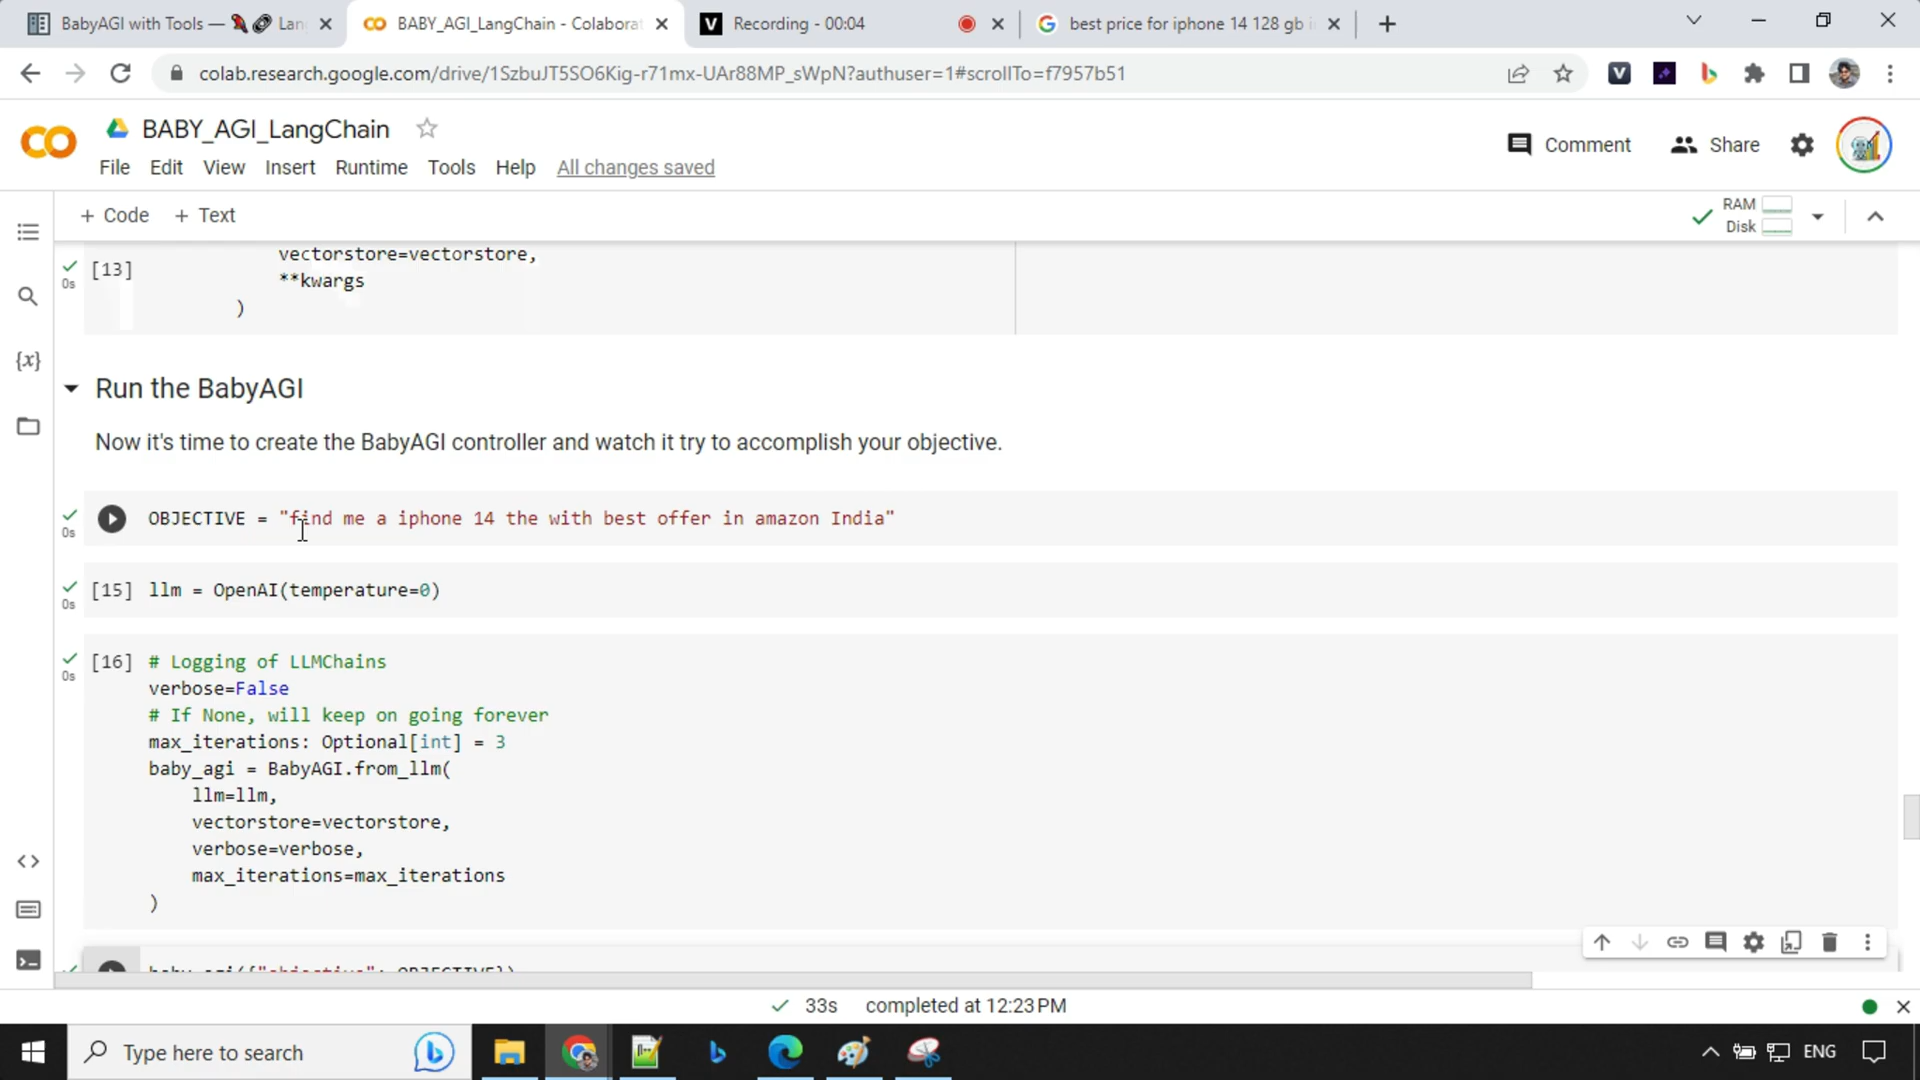 BabyAGI with Tools — Lan
BABY_AGI_LangChain - Colaborat
Recording - 00:04
best price for iphone 14 128 gb i
colab.research.google.com/drive/1SzbuJT5SO6Kig-r71mx-UAr88MP_sWpN?authuser=1#scrollTo=f7957b51
BABY_AGI_LangChain
Comment
Share
File Edit View Insert Runtime Tools Help All changes saved
+ Code + Text
RAM
Disk
vectorstore=vectorstore,
[13]
0s
**kwargs
)
Run the BabyAGI
Now it's time to create the BabyAGI controller and watch it try to accomplish your objective.
OBJECTIVE = "find me a iphone 14 the with best offer in amazon India"
0s
[15] llm = OpenAI(temperature=0)
0s
[16] # Logging of LLMChains
0s
verbose=False
# If None, will keep on going forever
max_iterations: Optional[int] = 3
baby_agi = BabyAGI.from_llm(
llm=llm,
vectorstore=vectorstore,
verbose=verbose,
max_iterations=max_iterations
)
baby_agi({"objective": OBJECTIVE})
33s completed at 12:23 PM
Type here to search
ENG